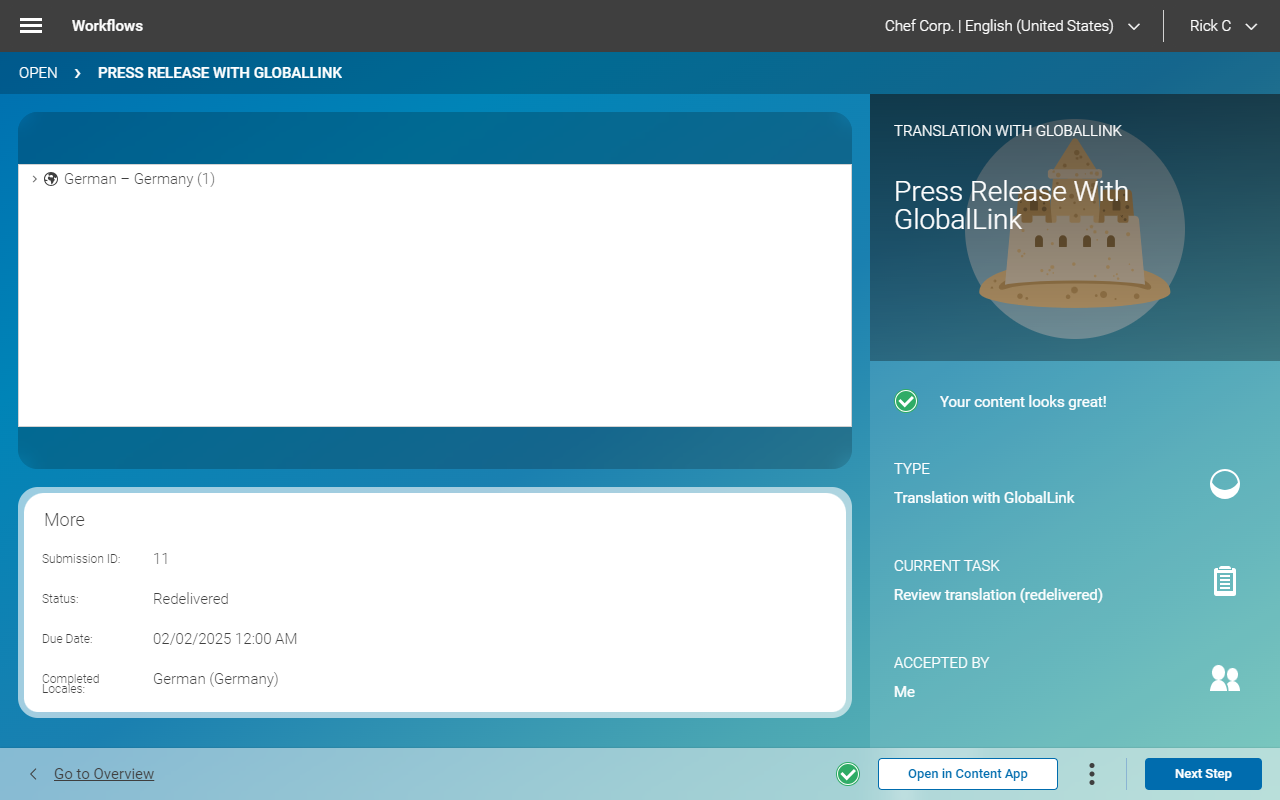 Workflows
Chef Corp. | English (United States)
Rick C
OPEN
PRESS RELEASE WITH GLOBALLINK
German – Germany (1)
More
Submission ID: 11
Status: Redelivered
Due Date: 02/02/2025 12:00 AM
Completed
Locales:
German (Germany)
TRANSLATION WITH GLOBALLINK
Press Release With
GlobalLink
Your content looks great!
TYPE
Translation with GlobalLink
CURRENT TASK
Review translation (redelivered)
ACCEPTED BY
Me
Go to Overview
Open in Content App
Next Step